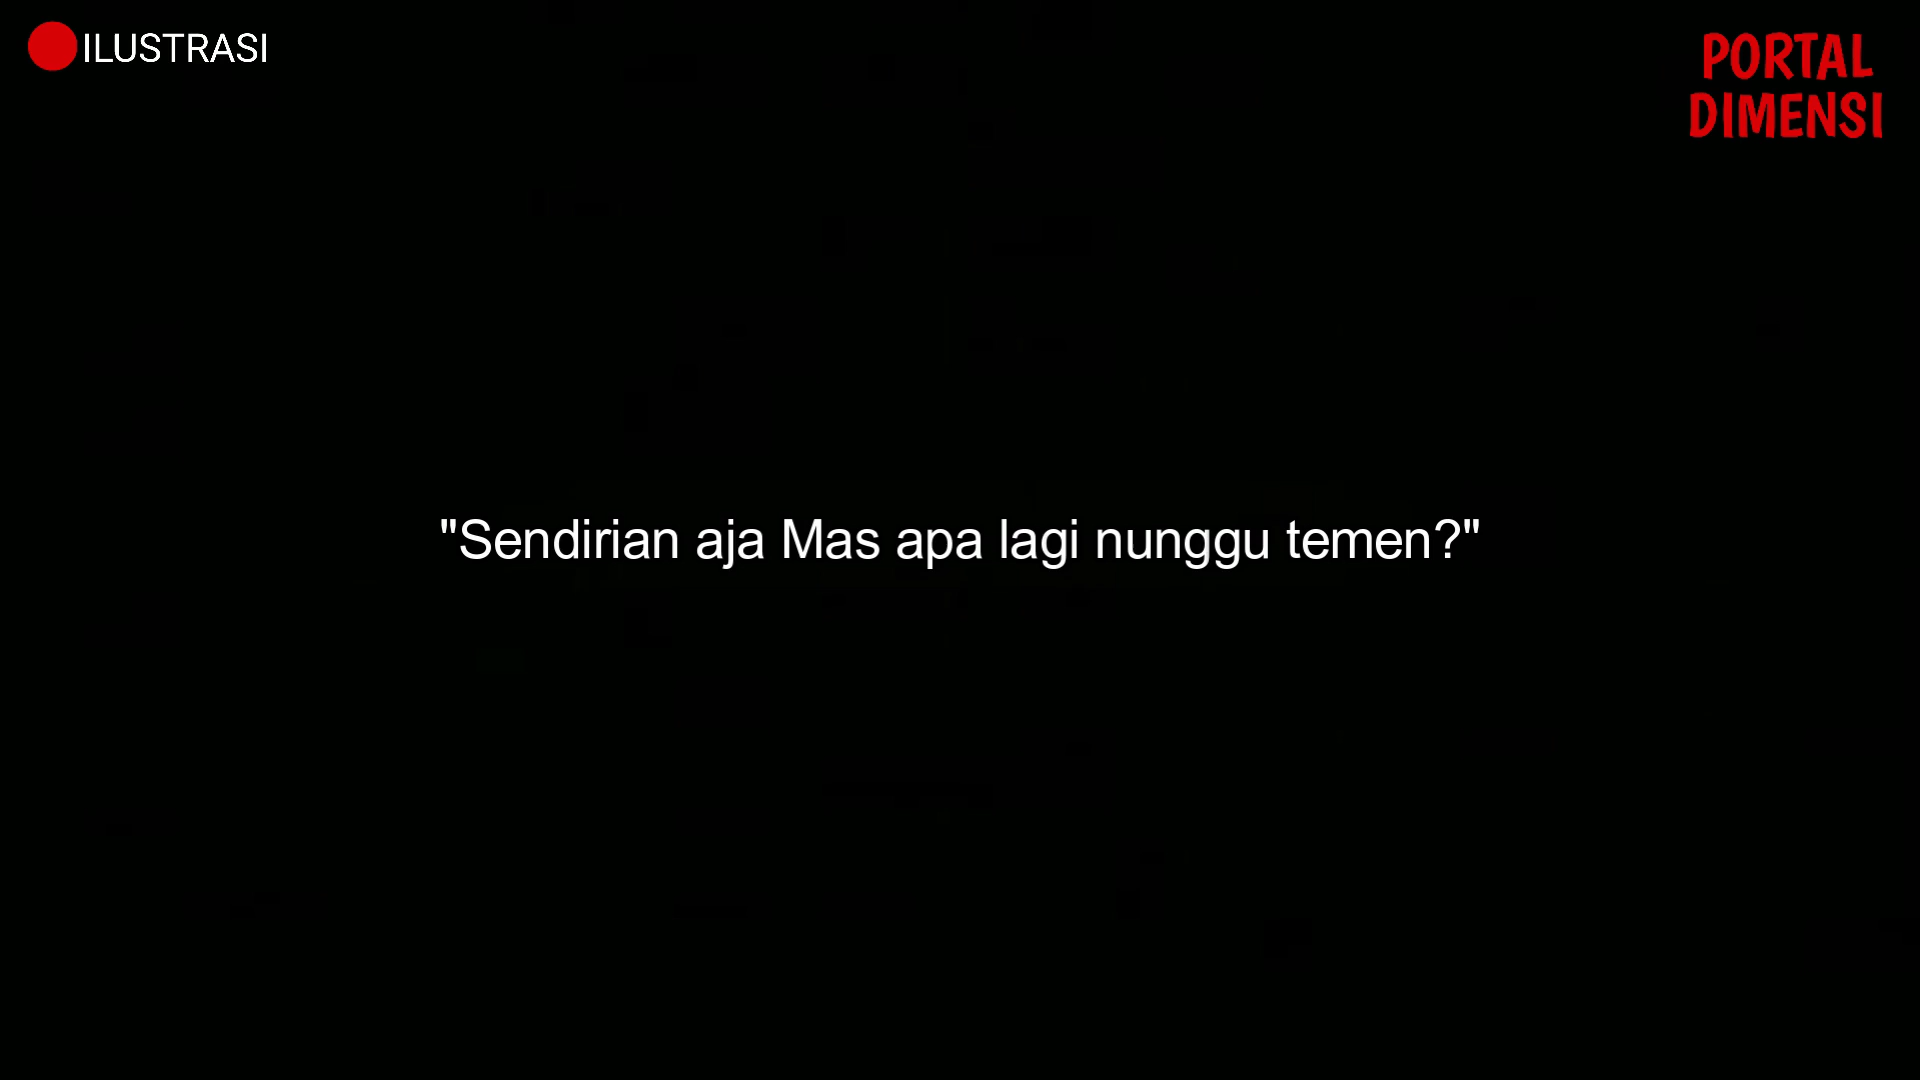 ILUSTRASI
PORTAL
DIMENSI
"Sendirian aja Mas apa lagi nunggu temen?"